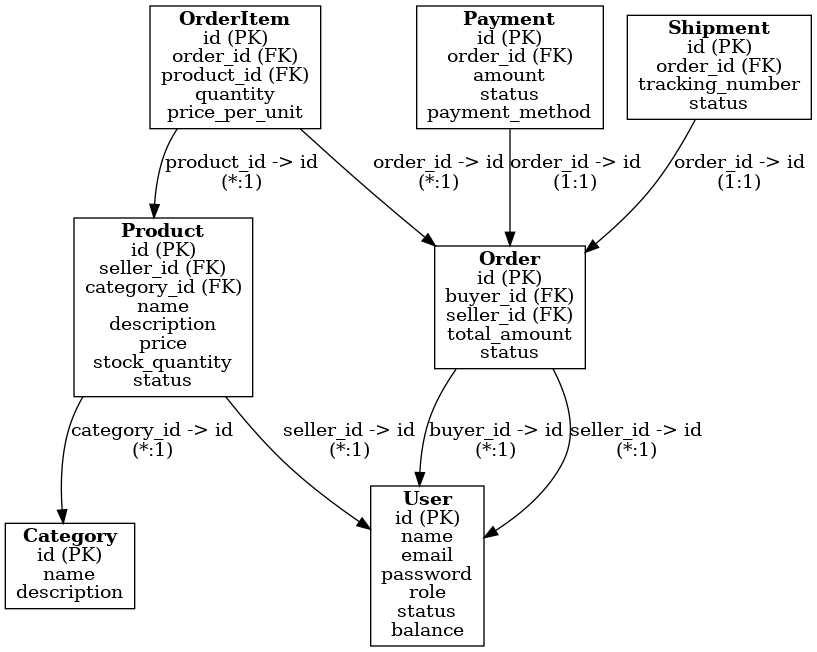 OrderItem
id (PK)
order_id (FK)
product_id (FK)
quantity
price_per_unit
Payment
id (PK)
order_id (FK)
amount
status
payment_method
Shipment
id (PK)
order_id (FK)
tracking_number
status
product_id -> id
(*:1)
order_id -> id
(*:1)
order_id -> id
(1:1)
order_id -> id
(1:1)
Product
id (PK)
seller_id (FK)
category_id (FK)
name
description
price
stock_quantity
status
Order
id (PK)
buyer_id (FK)
seller_id (FK)
total_amount
status
category_id -> id
(*:1)
seller_id -> id
(*:1)
buyer_id -> id
(*:1)
seller_id -> id
(*:1)
Category
id (PK)
name
description
User
id (PK)
name
email
password
role
status
balance